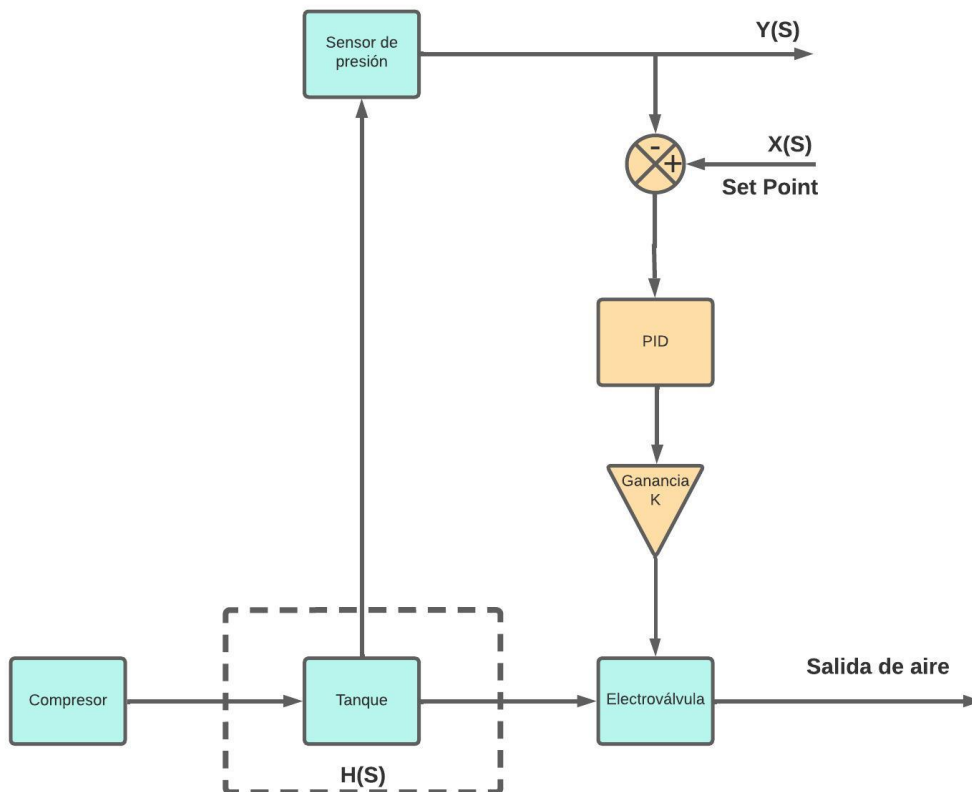 Sensor de
presión
Y(S)
-
+
X(S)
Set Point
PID
Ganancia
K
Compresor
Tanque
Electroválvula
Salida de aire
H(S)